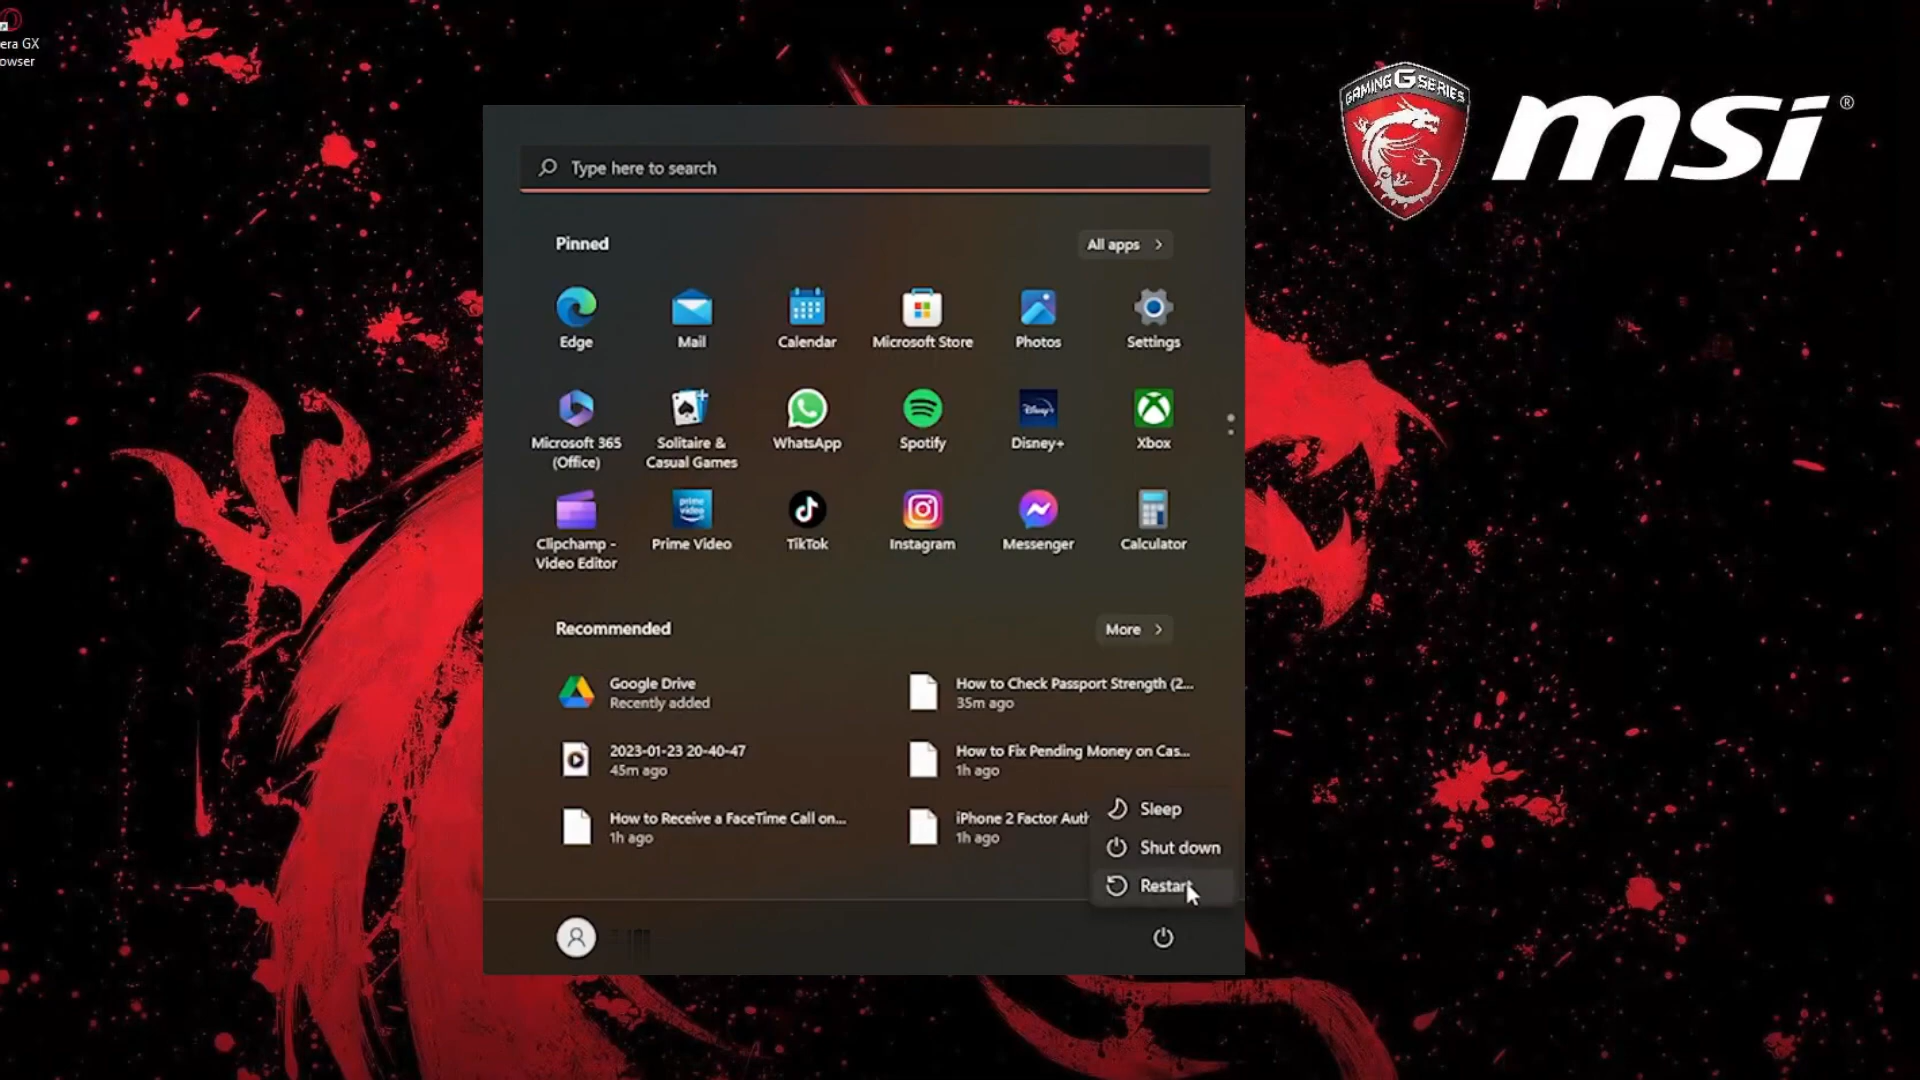 era GX
owser
GAMING G SERIES
msi®
Type here to search
Pinned
All apps
Edge
Mail
Calendar
Microsoft Store
Photos
Settings
Microsoft 365
(Office)
Solitaire &
Casual Games
WhatsApp
Spotify
Disney+
Disney+
Xbox
Clipchamp -
Video Editor
prime
video
Prime Video
TikTok
Instagram
Messenger
Calculator
Recommended
More
Google Drive
Recently added
How to Check Passport Strength (2...
35m ago
2023-01-23 20-40-47
45m ago
How to Fix Pending Money on Cas...
1h ago
How to Receive a FaceTime Call on...
1h ago
iPhone 2 Factor Auth
1h ago
Sleep
Shut down
Restart